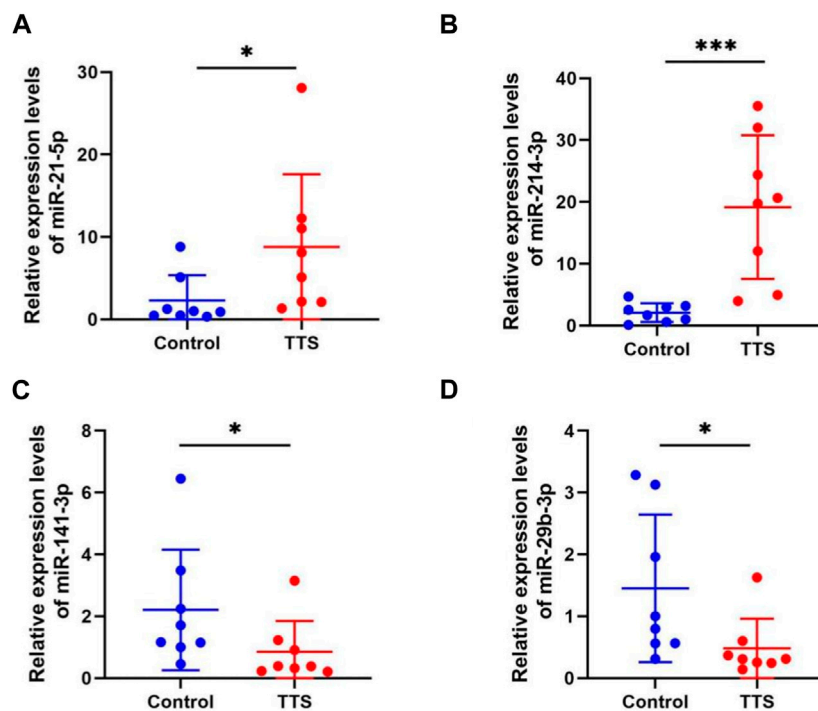 A
Relative expression levels
of miR-21-5p
30
20
10
0
*
Control
TTS
B
Relative expression levels
of miR-214-3p
40
30
20
10
0
***
Control
TTS
C
Relative expression levels
of miR-141-3p
8
6
4
2
0
*
Control
TTS
D
Relative expression levels
of miR-29b-3p
4
3
2
1
0
*
Control
TTS